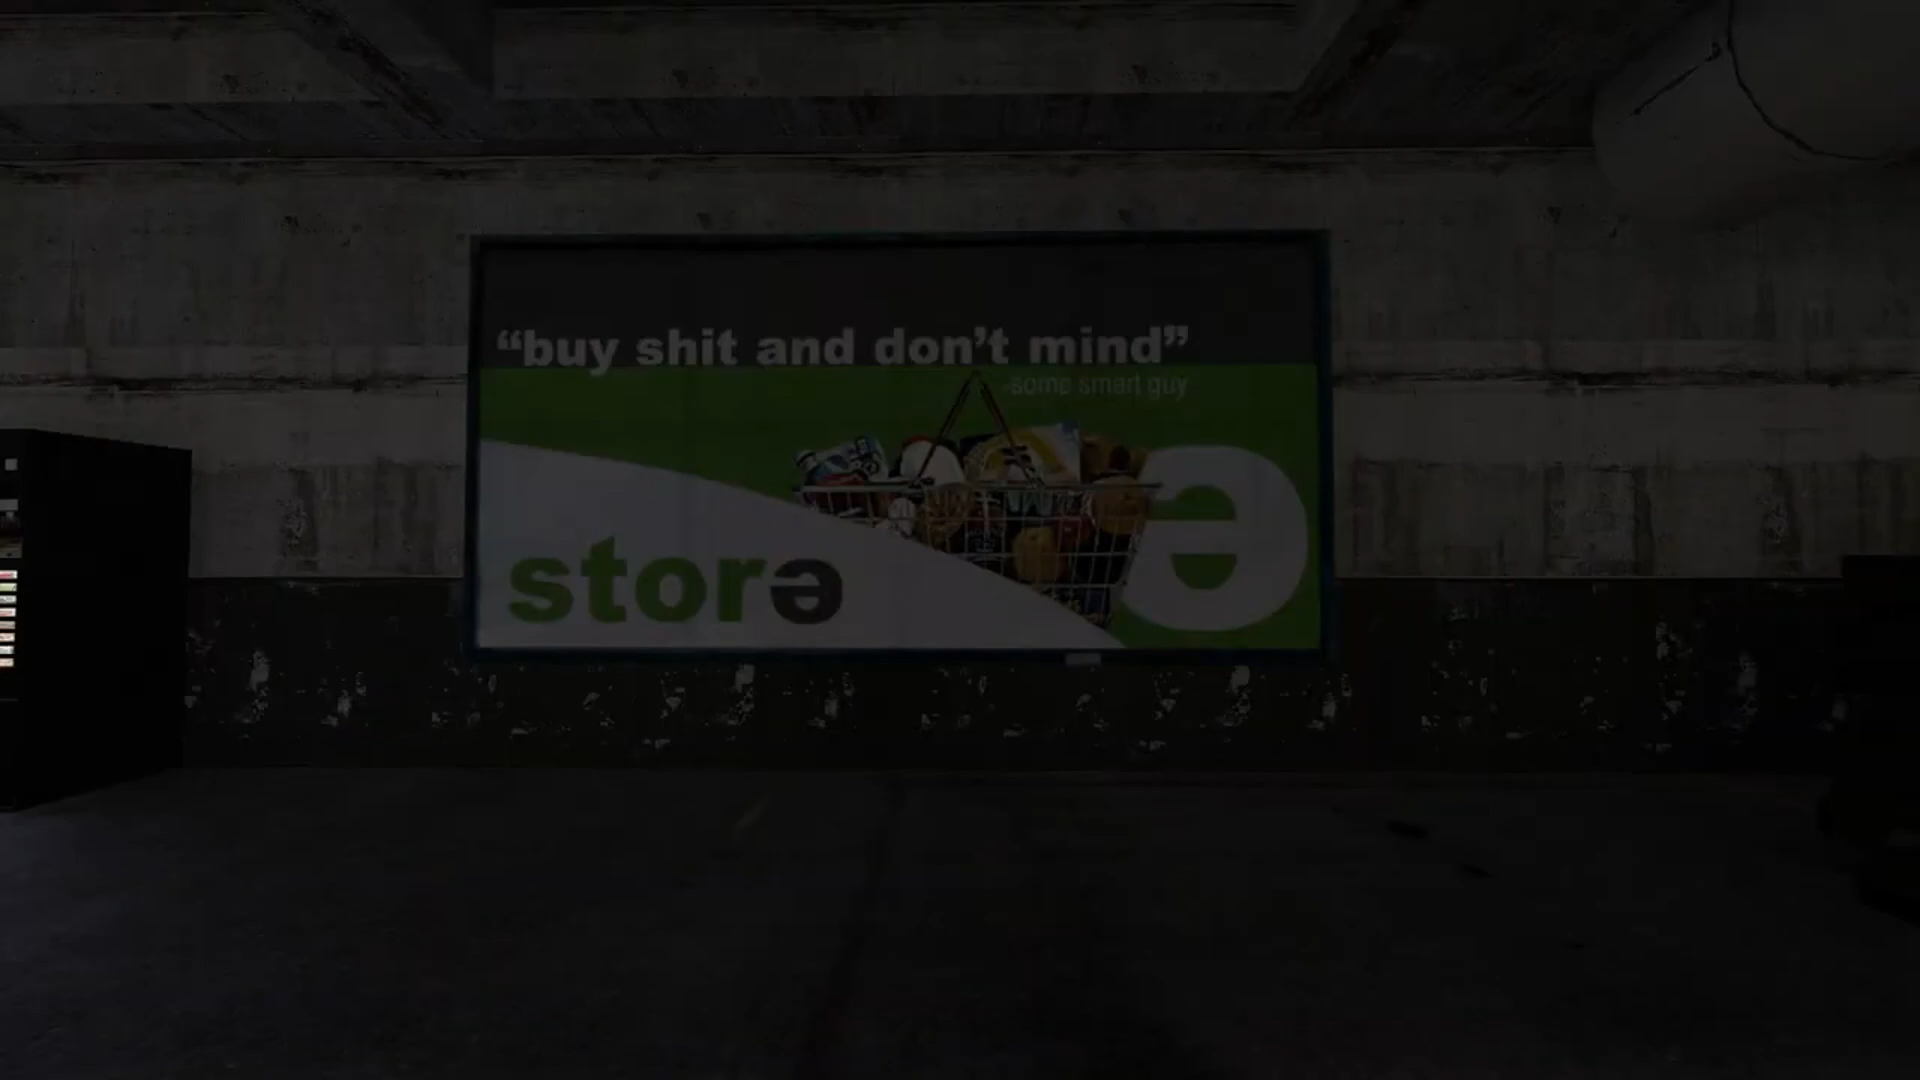 “buy shit and don’t mind”
-some smart guy
storə
ə